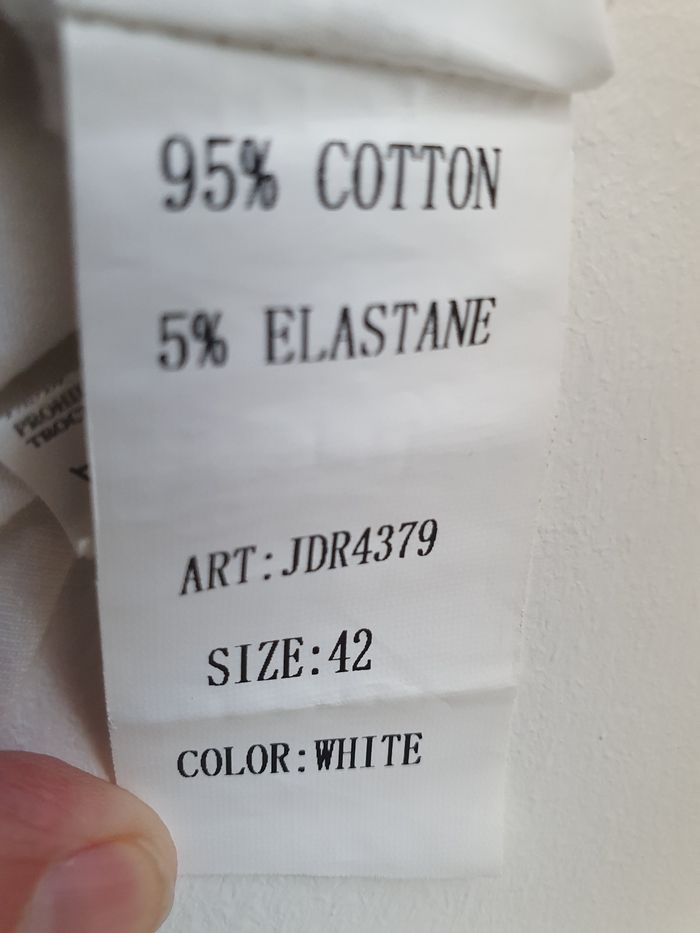 95% COTTON
5% ELASTANE
ART:JDR4379
SIZE:42
COLOR:WHITE